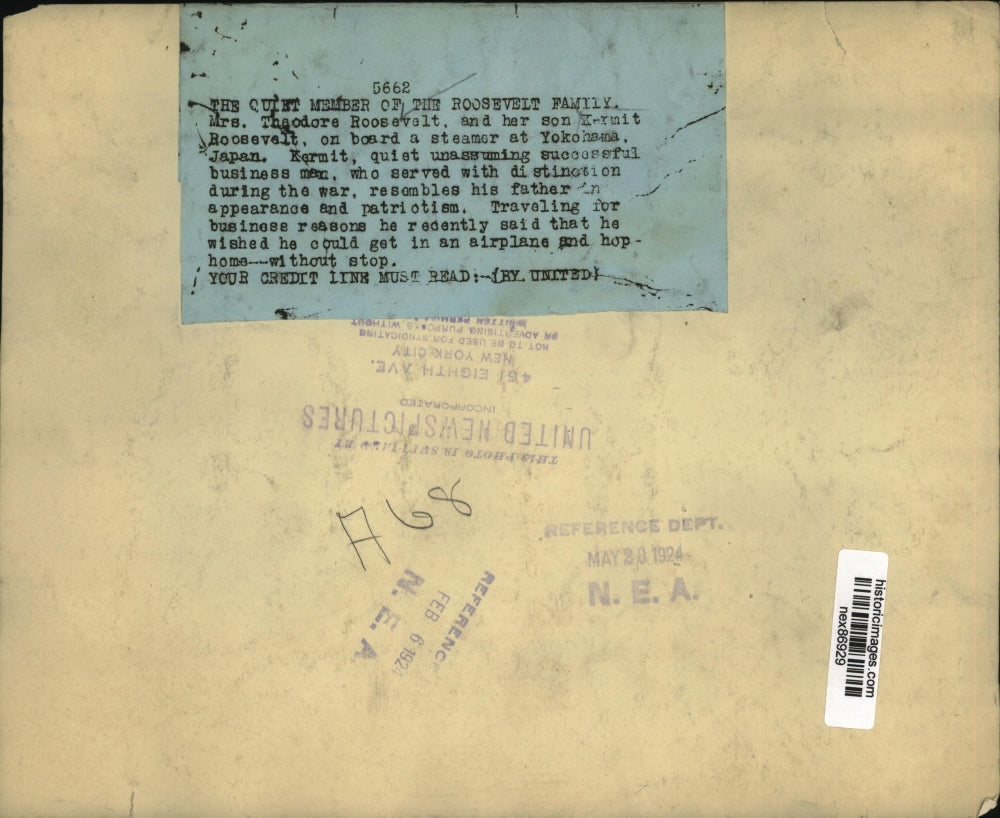 5662
THE QUIET MEMBER OF THE ROOSEVELT FAMILY.
Mrs. Theodore Roosevelt, and her son Kermit
Roosevelt, on board a steamer at Yokohama,
Japan. Kermit, quiet unassuming successful
business man, who served with distinction
during the war, resembles his father in
appearance and patriotism. Traveling for
business reasons he recently said that he
wished he could get in an airplane and hop-
home--without stop.
YOUR CREDIT LINE MUST READ:-(BY UNITED)
THIS PHOTO IS SUPPLIED BY
UNITED NEWSPICTURES
INCORPORATED
461 EIGHTH AVE.
NEW YORK CITY
NOT TO BE USED FOR SYNDICATING
OR ADVERTISING PURPOSES WITHOUT
WRITTEN
A68
REFERENCE DEPT.
MAY 29 1924
N. E. A.
REFERENC
FEB 6 1924
N. E. A
historicimages.com
nex86929